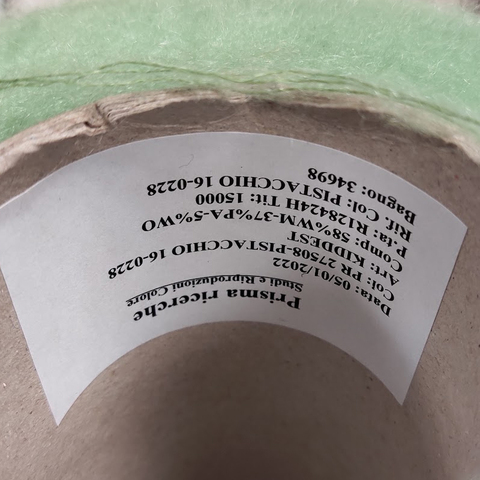 Prisma ricerche
Studi e Riproduzioni Colore
Data: 05/01/2022
Col: PR 27508-PISTACCHIO 16-0228
Art: KIDDEST
Comp: 58%WM-37%PA-5%WO
P.ta: R128424H Tit: 15000
Rif. Col: PISTACCHIO 16-0228
Bagno: 34698